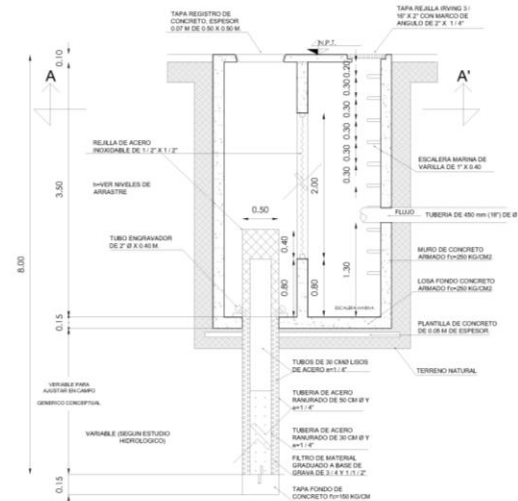 TAPA REGISTRO DE
CONCRETO, ESPESOR
0.07 M DE 0.50 X 0.50 M.
TAPA REJILLA IRVING 3 /
16" X 2" CON MARCO DE
ANGULO DE 2" X 1/4"
N.P.T.
0.10
A
A'
0.20
0.30
0.30
0.30
0.30
0.30
REJILLA DE ACERO
INOXIDABLE DE 1 / 2" X 1 / 2"
ESCALERA MARINA DE
VARILLA DE 1" X 0.40
3.50
2.00
h=VER NIVELES DE
ARRASTRE
0.50
FLUJO
TUBERIA DE 450 mm (18") DE Ø
8.00
TUBO ENGRAVADOR
DE 2" Ø X 0.40 M.
0.40
1.30
MURO DE CONCRETO
ARMADO f'c=250 KG/CM2
0.80
0.80
ESCALERA MARINA
LOSA FONDO CONCRETO
ARMADO f'c=250 KG/CM2
0.15
PLANTILLA DE CONCRETO
DE 0.05 M DE ESPESOR.
TUBOS DE 30 CMØ LISOS
DE ACERO e=1 / 4"
TERRENO NATURAL
VERIABLE PARA
AJUSTAR EN CAMPO
GENERICO CONCEPTUAL
TUBERIA DE ACERO
RANURADO DE 50 CM Ø Y
e=1 / 4"
VARIABLE (SEGUN ESTUDIO
HIDROLOGICO)
TUBERIA DE ACERO
RANURADO DE 30 CM Ø Y
e=1 / 4"
FILTRO DE MATERIAL
GRADUADO A BASE DE
GRAVA DE 3 / 4 Y 1 /1 / 2"
0.15
TAPA FONDO DE
CONCRETO f'c=150 KG/CM